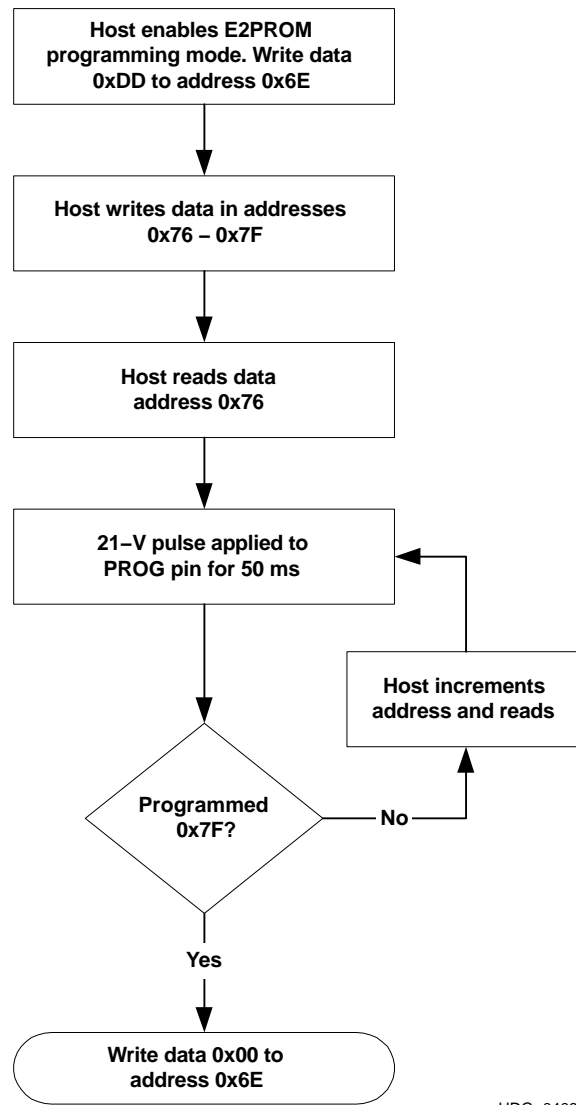 Host enables E2PROM
programming mode. Write data
0xDD to address 0x6E
Host writes data in addresses
0x76 – 0x7F
Host reads data
address 0x76
21–V pulse applied to
PROG pin for 50 ms
Host increments
address and reads
Programmed
0x7F?
No
Yes
Write data 0x00 to
address 0x6E